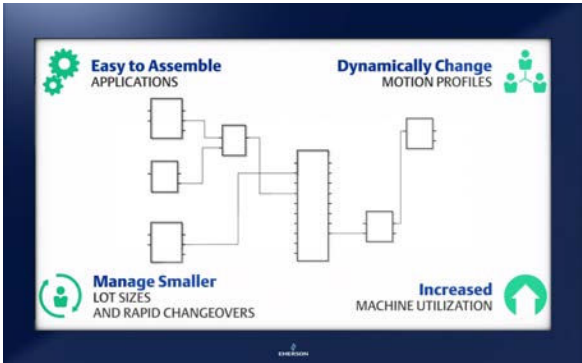 Easy to Assemble
APPLICATIONS
Dynamically Change
MOTION PROFILES
Manage Smaller
LOT SIZES
AND RAPID CHANGEOVERS
Increased
MACHINE UTILIZATION
EMERSON